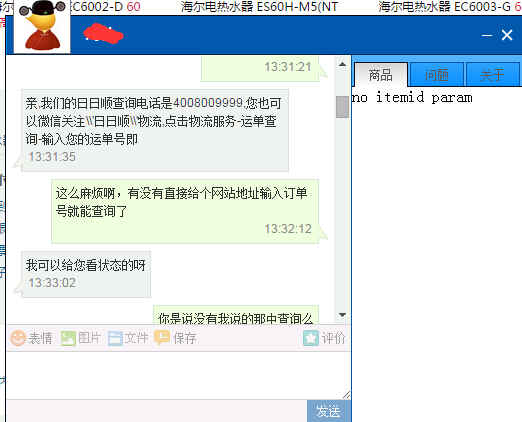 EC6002-D 60
海尔电热水器 ES60H-M5(NT
海尔电热水器 EC6003-G 6
13:31:21
商品
问题
关于
no itemid param
亲,我们的日日顺查询电话是4008009999,您也可
以微信关注\\'日日顺\\'物流,点击物流服务-运单查
询-输入您的运单号即
13:31:35
这么麻烦啊，有没有直接给个网站地址输入订单
号就能查询了
13:32:12
我可以给您看状态的呀
13:33:02
你是说没有我说的那中查询么
表情
图片
文件
保存
评价
发送